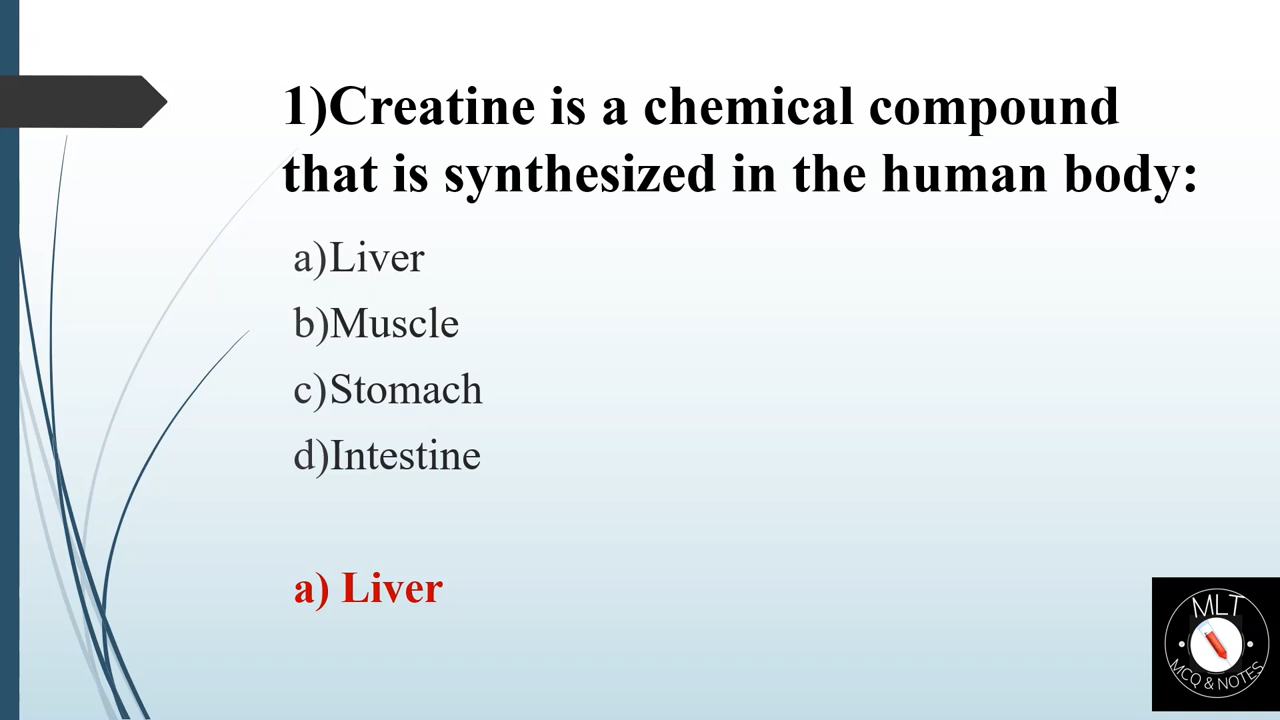 1)Creatine is a chemical compound
that is synthesized in the human body:
a)Liver
b)Muscle
c)Stomach
d)Intestine
a) Liver
MLT
MCQ & NOTES